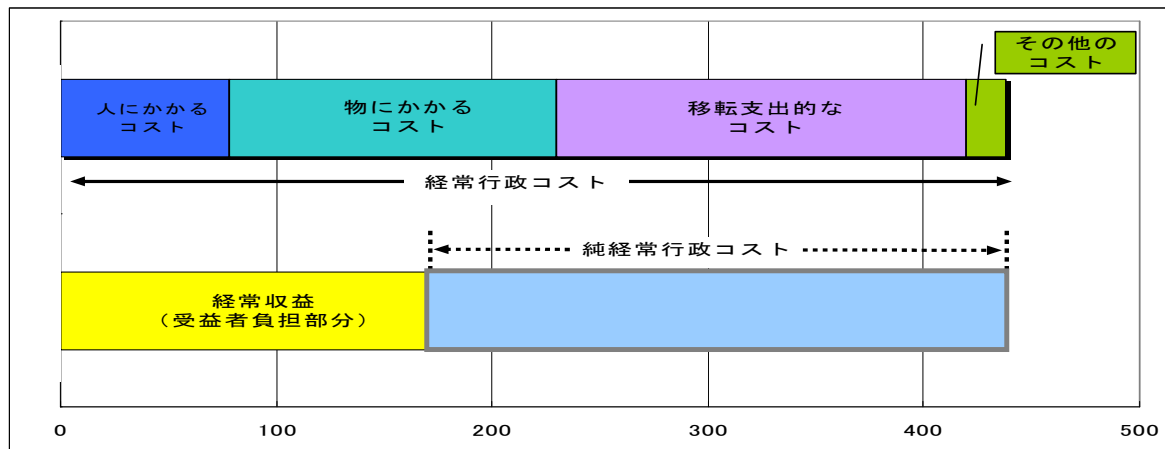 その他の
コスト
人にかかる
コスト
物にかかる
コスト
移転支出的な
コスト
経常行政コスト
純経常行政コスト
経常収益
（受益者負担部分）
0 100 200 300 400 500